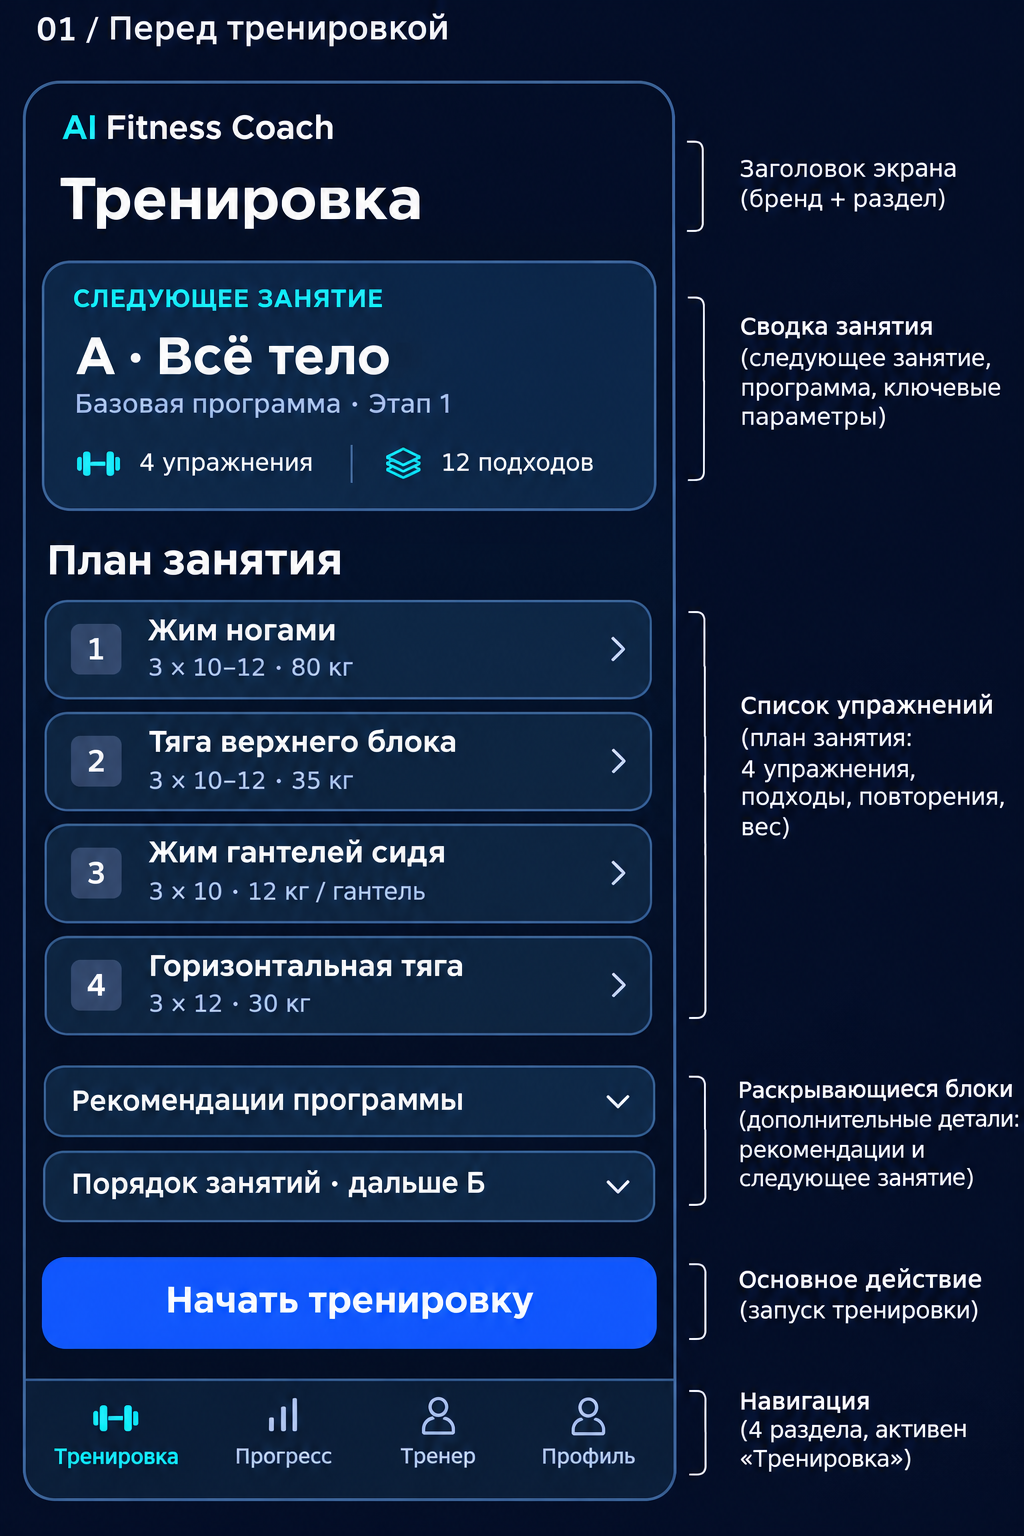 01 / Перед тренировкой
AI Fitness Coach
Тренировка
Заголовок экрана
(бренд + раздел)
СЛЕДУЮЩЕЕ ЗАНЯТИЕ
А · Всё тело
Базовая программа · Этап 1
4 упражнения
12 подходов
Сводка занятия
(следующее занятие,
программа, ключевые
параметры)
План занятия
1
Жим ногами
3 × 10–12 · 80 кг
2
Тяга верхнего блока
3 × 10–12 · 35 кг
3
Жим гантелей сидя
3 × 10 · 12 кг / гантель
4
Горизонтальная тяга
3 × 12 · 30 кг
Список упражнений
(план занятия:
4 упражнения,
подходы, повторения,
вес)
Рекомендации программы
Порядок занятий · дальше Б
Раскрывающиеся блоки
(дополнительные детали:
рекомендации и
следующее занятие)
Начать тренировку
Основное действие
(запуск тренировки)
Тренировка
Прогресс
Тренер
Профиль
Навигация
(4 раздела, активен
«Тренировка»)